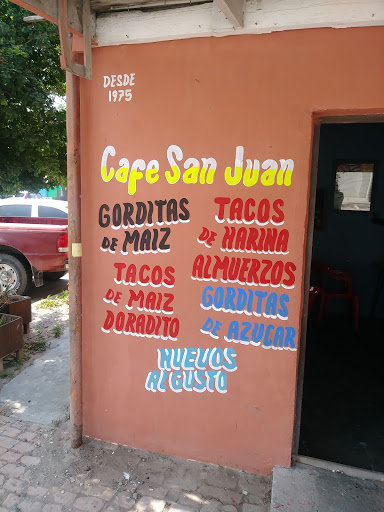 DESDE
1975
Cafe San Juan
GORDITAS
DE MAIZ
TACOS
DE HARINA
ALMUERZOS
TACOS
DE MAIZ
DORADITO
GORDITAS
DE AZUCAR
HUEVOS
AL GUSTO